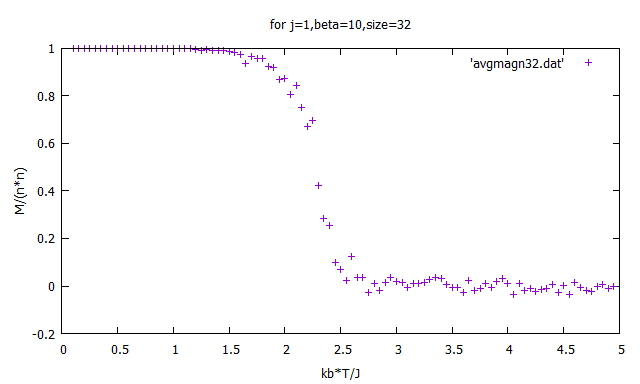 for j=1,beta=10,size=32
'avgmagn32.dat'
M/(n*n)
1
0.8
0.6
0.4
0.2
0
-0.2
0 0.5 1 1.5 2 2.5 3 3.5 4 4.5 5
kb*T/J